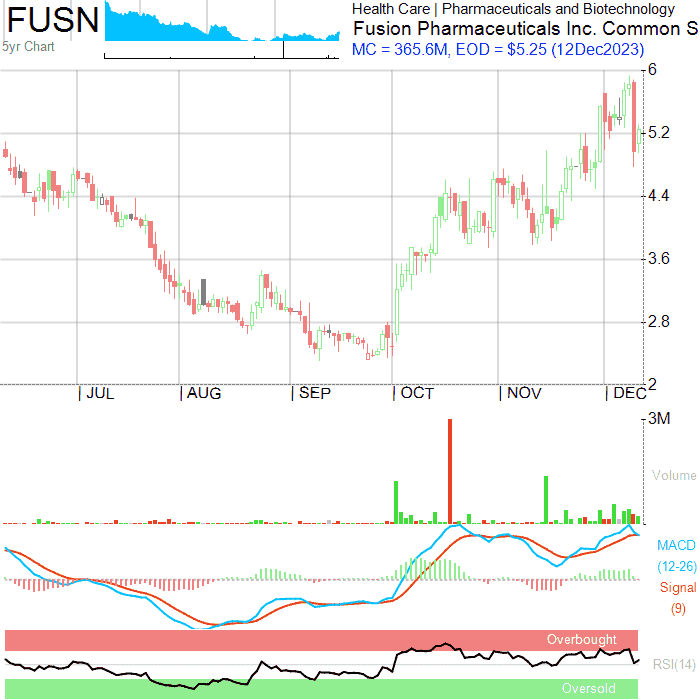 FUSN
5yr Chart
Health Care | Pharmaceuticals and Biotechnology
Fusion Pharmaceuticals Inc. Common S
MC = 365.6M, EOD = $5.25 (12Dec2023)
6
5.2
4.4
3.6
2.8
2
| JUL | AUG | SEP | OCT | NOV | DEC
3M
Volume
MACD
(12-26)
Signal
(9)
Overbought
RSI(14)
Oversold